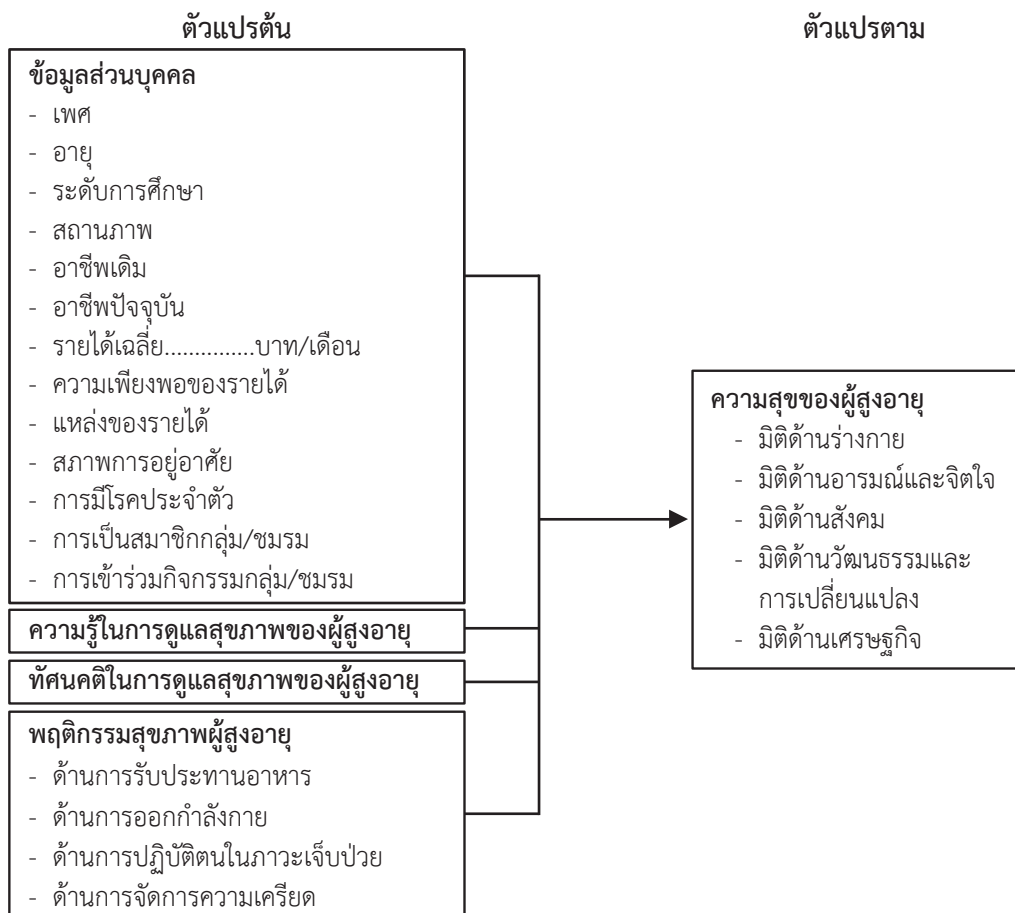 ตัวแปรต้น
ตัวแปรตาม
ข้อมูลส่วนบุคคล
- เพศ
- อายุ
- ระดับการศึกษา
- สถานภาพ
- อาชีพเดิม
- อาชีพปัจจุบัน
- รายได้เฉลี่ย...............บาท/เดือน
- ความเพียงพอของรายได้
- แหล่งของรายได้
- สภาพการอยู่อาศัย
- การมีโรคประจำตัว
- การเป็นสมาชิกกลุ่ม/ชมรม
- การเข้าร่วมกิจกรรมกลุ่ม/ชมรม
ความรู้ในการดูแลสุขภาพของผู้สูงอายุ
ทัศนคติในการดูแลสุขภาพของผู้สูงอายุ
พฤติกรรมสุขภาพผู้สูงอายุ
- ด้านการรับประทานอาหาร
- ด้านการออกกำลังกาย
- ด้านการปฏิบัติตนในภาวะเจ็บป่วย
- ด้านการจัดการความเครียด
ความสุขของผู้สูงอายุ
- มิติด้านร่างกาย
- มิติด้านอารมณ์และจิตใจ
- มิติด้านสังคม
- มิติด้านวัฒนธรรมและ
การเปลี่ยนแปลง
- มิติด้านเศรษฐกิจ